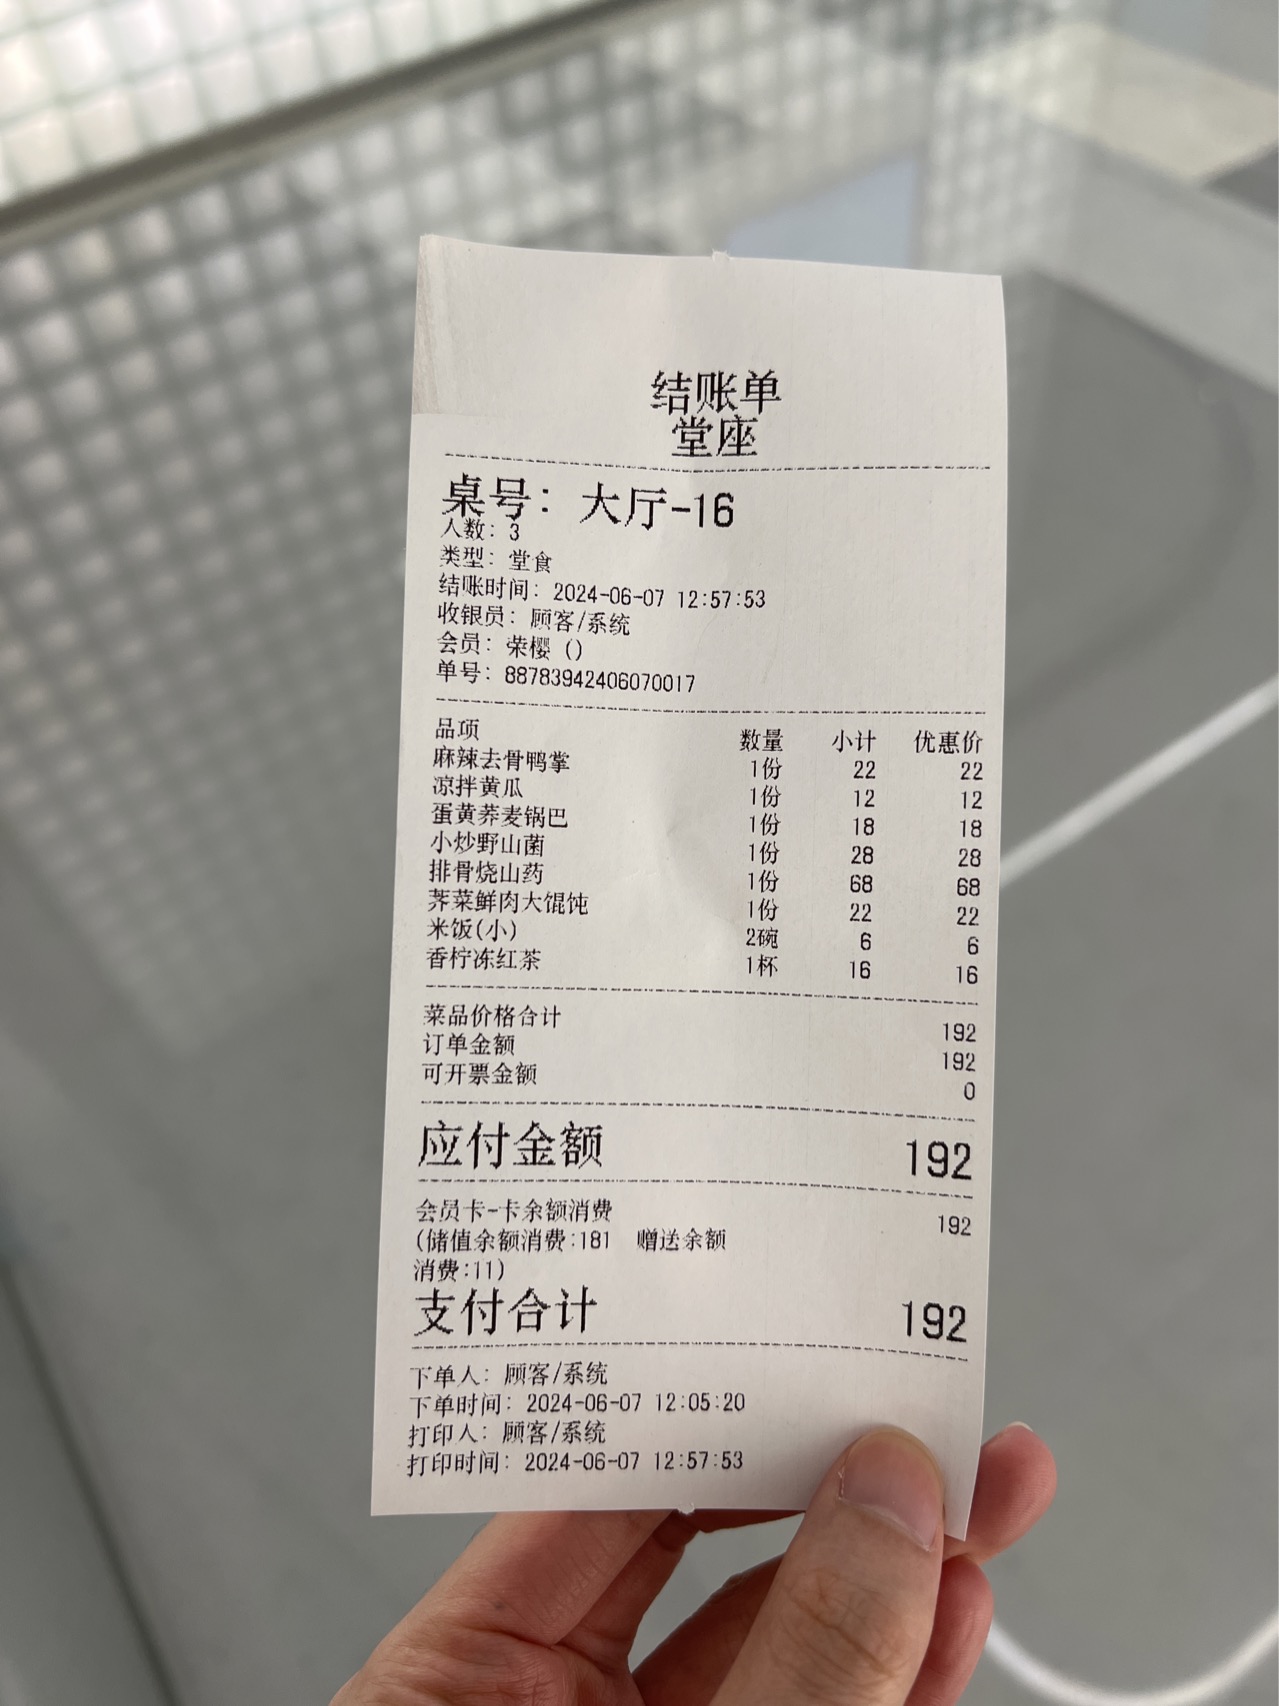 结账单
堂座
桌号: 大厅-16
人数: 3
类型: 堂食
结账时间: 2024-06-07 12:57:53
收银员: 顾客/系统
会员: 荣樱 ()
单号: 88783942406070017
品项 数量 小计 优惠价
麻辣去骨鸭掌 1份 22 22
凉拌黄瓜 1份 12 12
蛋黄荞麦锅巴 1份 18 18
小炒野山菌 1份 28 28
排骨烧山药 1份 68 68
荠菜鲜肉大馄饨 1份 22 22
米饭(小) 2碗 6 6
香柠冻红茶 1杯 16 16
菜品价格合计 192
订单金额 192
可开票金额 0
应付金额 192
会员卡-卡余额消费 192
(储值余额消费:181 赠送余额
消费:11)
支付合计 192
下单人: 顾客/系统
下单时间: 2024-06-07 12:05:20
打印人: 顾客/系统
打印时间: 2024-06-07 12:57:53